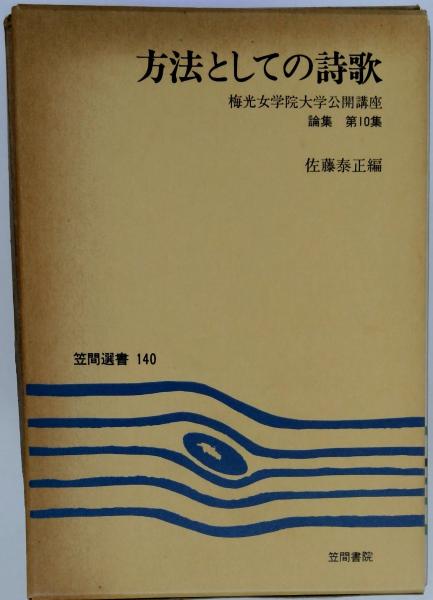 方法としての詩歌
梅光女学院大学公開講座
論集 第10集
佐藤泰正編
笠間選書 140
笠間書院